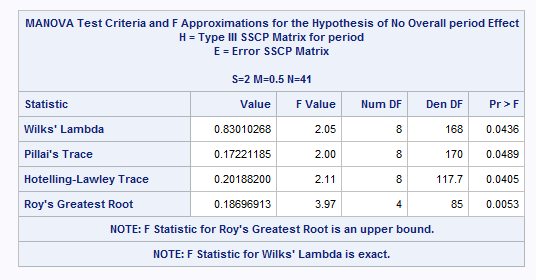 MANOVA Test Criteria and F Approximations for the Hypothesis of No Overall period Effect
H = Type III SSCP Matrix for period
E = Error SSCP Matrix
S=2 M=0.5 N=41
Statistic Value F Value Num DF Den DF Pr > F
Wilks' Lambda 0.83010268 2.05 8 168 0.0436
Pillai's Trace 0.17221185 2.00 8 170 0.0489
Hotelling-Lawley Trace 0.20188200 2.11 8 117.7 0.0405
Roy's Greatest Root 0.18696913 3.97 4 85 0.0053
NOTE: F Statistic for Roy's Greatest Root is an upper bound.
NOTE: F Statistic for Wilks' Lambda is exact.